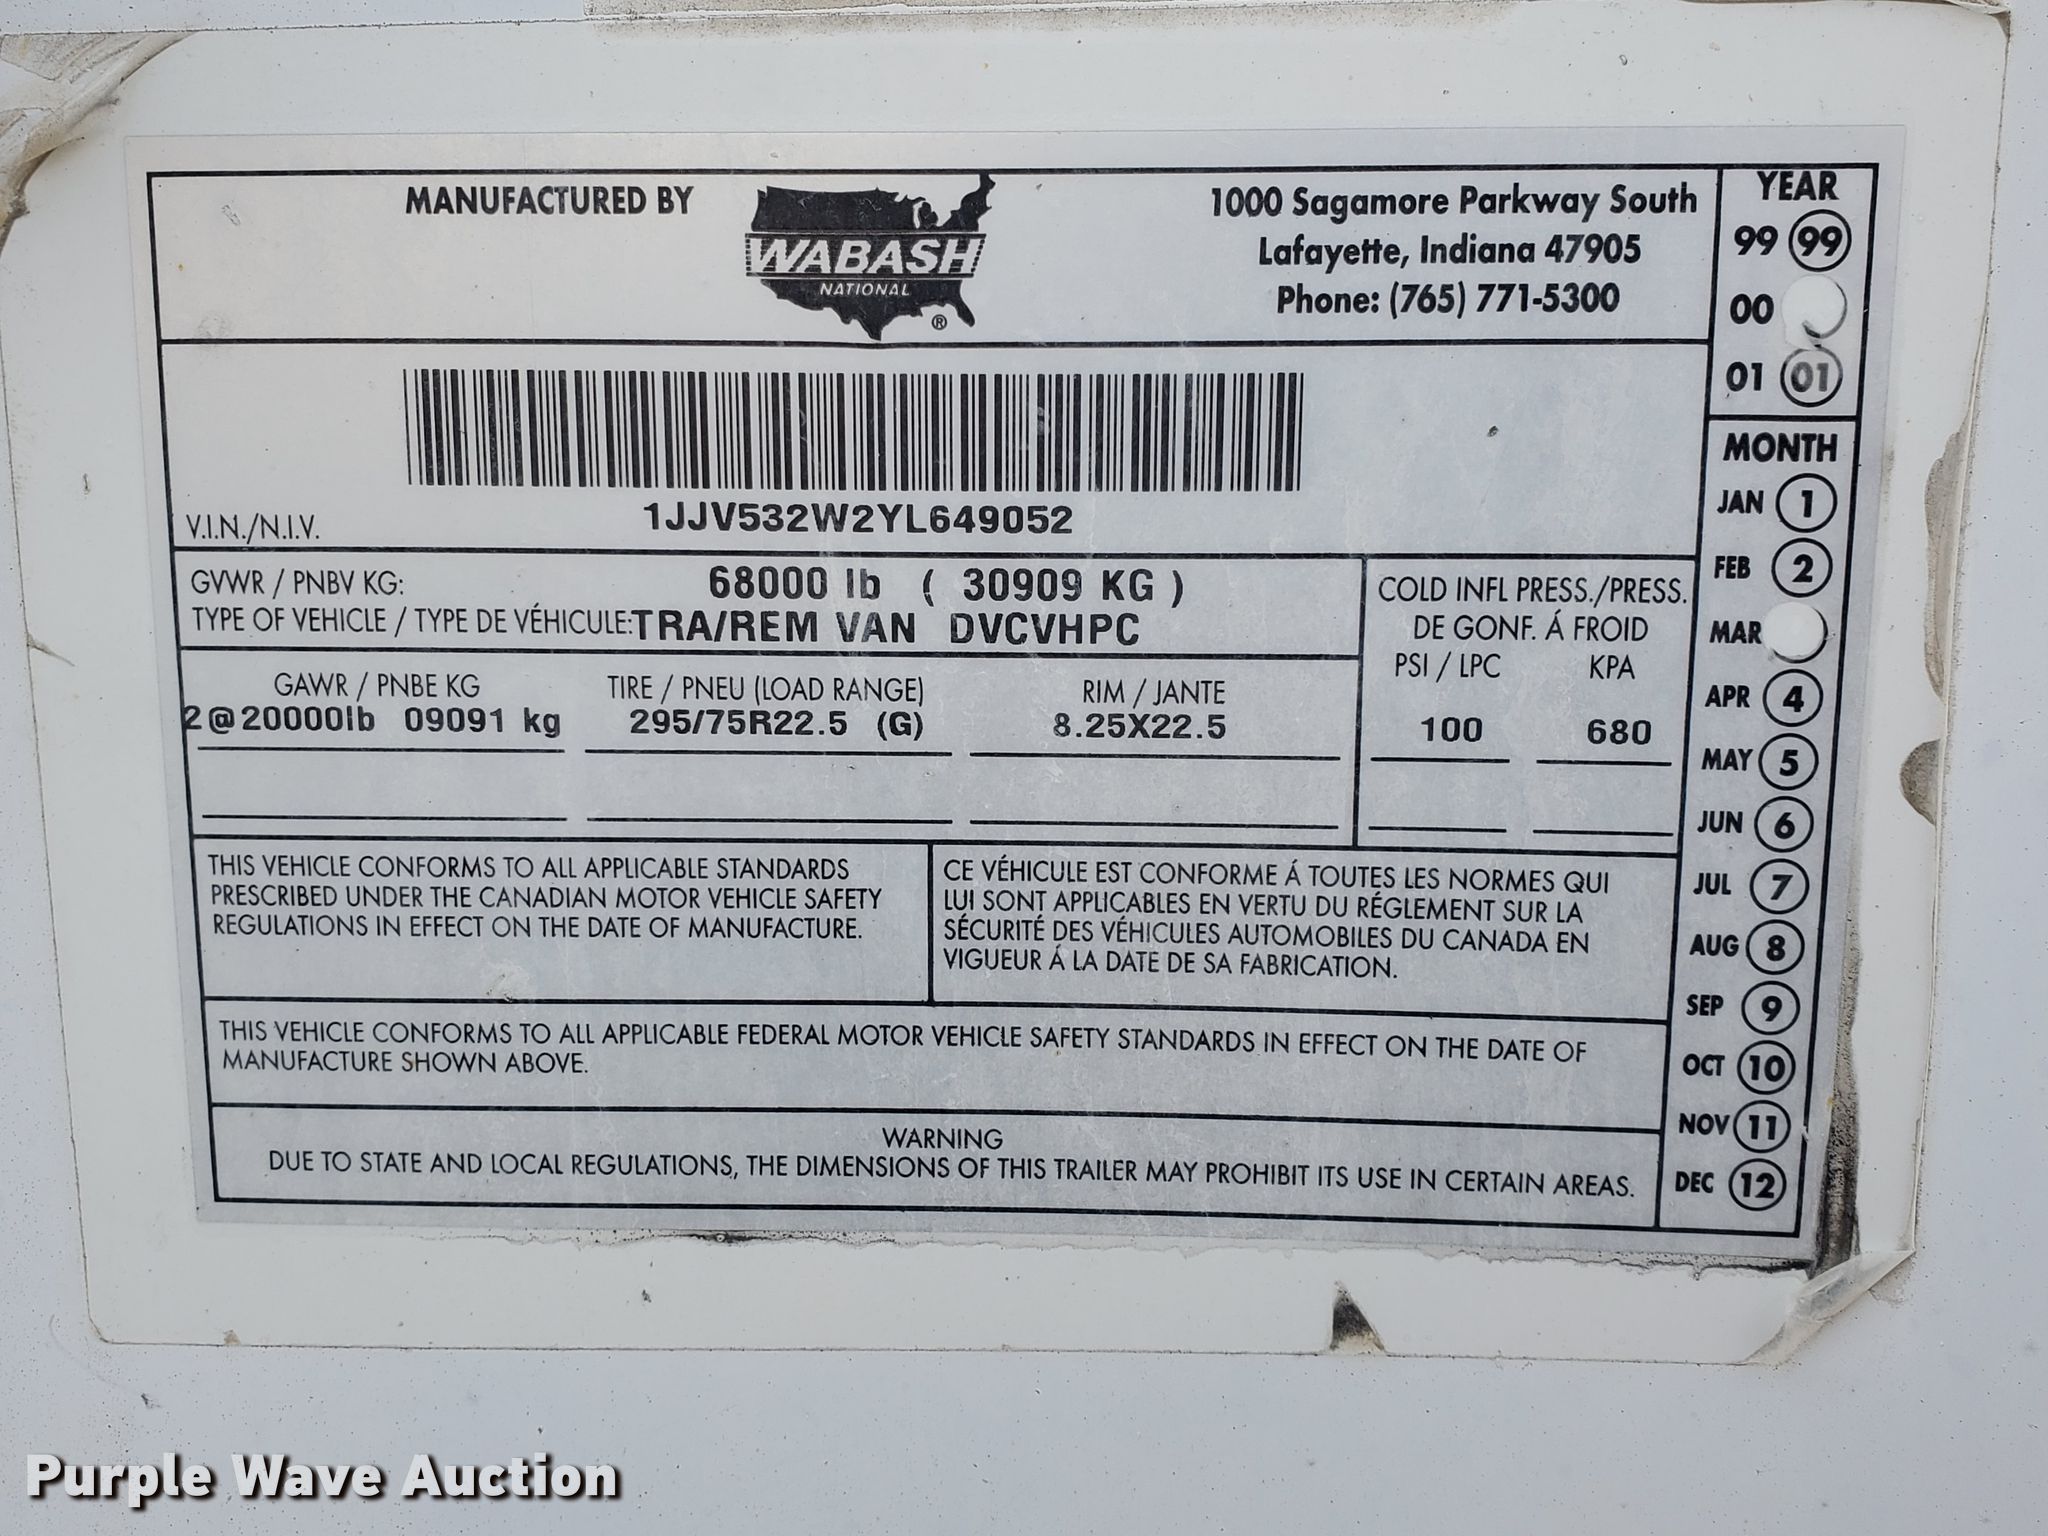 MANUFACTURED BY
WABASH
NATIONAL
®
1000 Sagamore Parkway South
Lafayette, Indiana 47905
Phone: (765) 771-5300
V.I.N./N.I.V.
1JJV532W2YL649052
GVWR / PNBV KG: 68000 lb ( 30909 KG )
TYPE OF VEHICLE / TYPE DE VÉHICULE: TRA/REM VAN DVCVHPC
COLD INFL PRESS./PRESS.
DE GONF. Á FROID
PSI / LPC KPA
100 680
GAWR / PNBE KG TIRE / PNEU (LOAD RANGE) RIM / JANTE
2@20000lb 09091 kg 295/75R22.5 (G) 8.25X22.5
THIS VEHICLE CONFORMS TO ALL APPLICABLE STANDARDS
PRESCRIBED UNDER THE CANADIAN MOTOR VEHICLE SAFETY
REGULATIONS IN EFFECT ON THE DATE OF MANUFACTURE.
CE VÉHICULE EST CONFORME Á TOUTES LES NORMES QUI
LUI SONT APPLICABLES EN VERTU DU RÉGLEMENT SUR LA
SÉCURITÉ DES VÉHICULES AUTOMOBILES DU CANADA EN
VIGUEUR Á LA DATE DE SA FABRICATION.
THIS VEHICLE CONFORMS TO ALL APPLICABLE FEDERAL MOTOR VEHICLE SAFETY STANDARDS IN EFFECT ON THE DATE OF
MANUFACTURE SHOWN ABOVE.
WARNING
DUE TO STATE AND LOCAL REGULATIONS, THE DIMENSIONS OF THIS TRAILER MAY PROHIBIT ITS USE IN CERTAIN AREAS.
YEAR
99 99
00
01 01
MONTH
JAN 1
FEB 2
MAR
APR 4
MAY 5
JUN 6
JUL 7
AUG 8
SEP 9
OCT 10
NOV 11
DEC 12
Purple Wave Auction